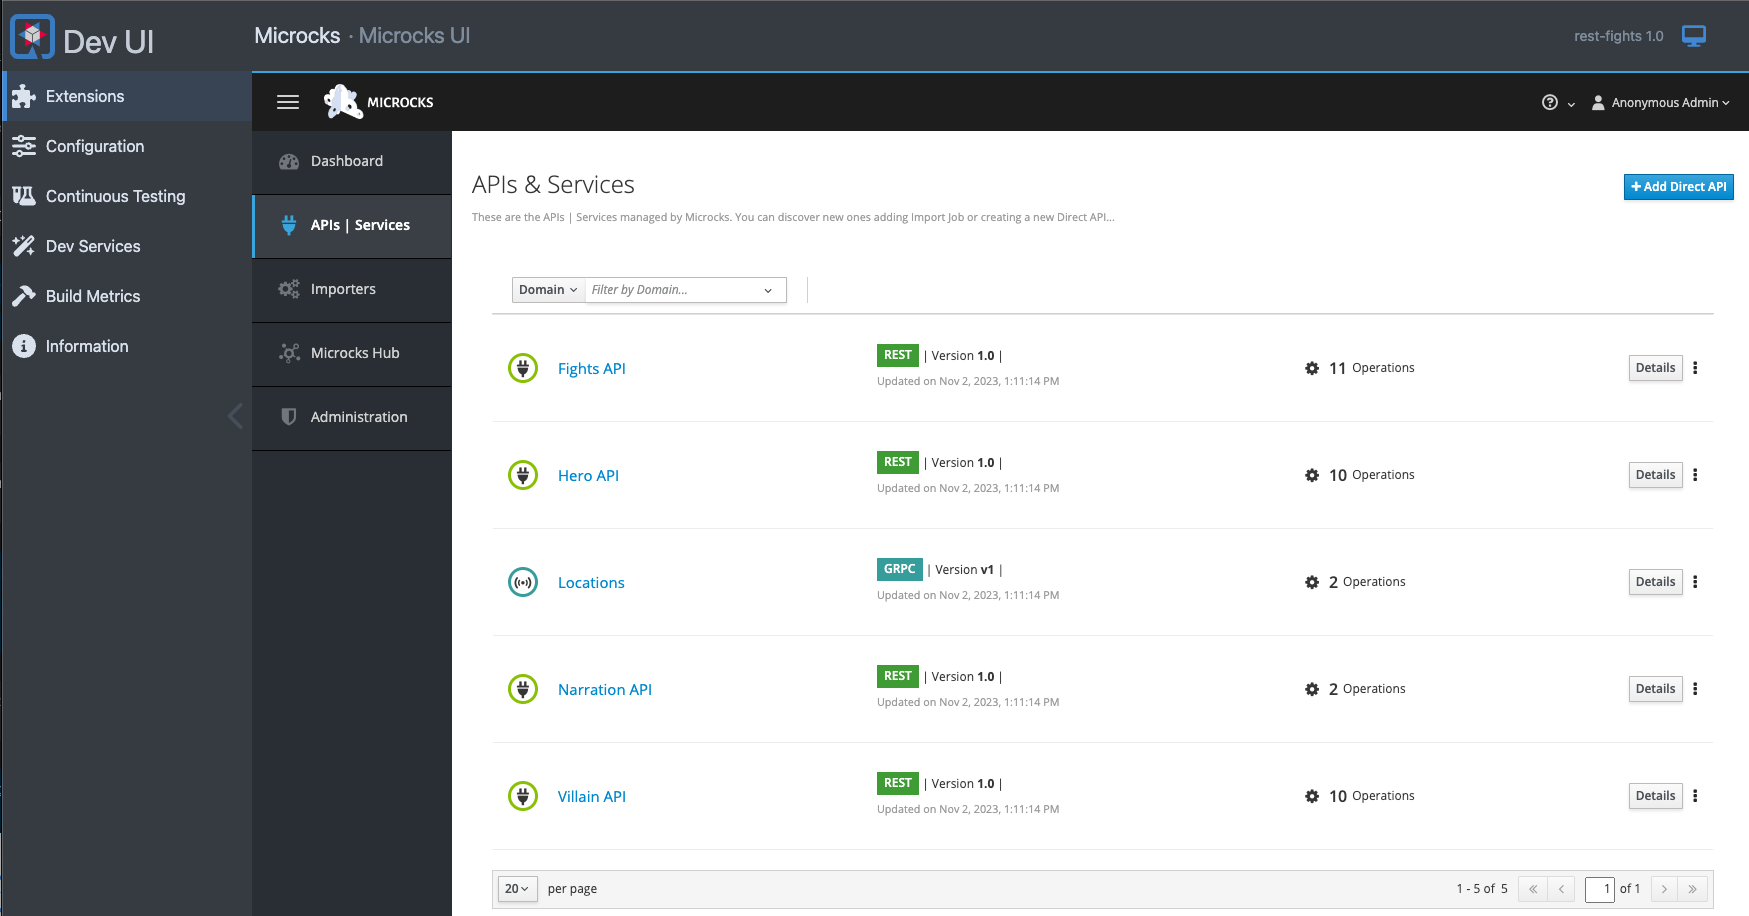 Dev UI
Microcks · Microcks UI
rest-fights 1.0
Extensions
Configuration
Continuous Testing
Dev Services
Build Metrics
Information
MICROCKS
Anonymous Admin
Dashboard
APIs | Services
Importers
Microcks Hub
Administration
APIs & Services
Add Direct API
These are the APIs | Services managed by Microcks. You can discover new ones adding Import Job or creating a new Direct API...
Domain Filter by Domain...
Fights API
REST | Version 1.0 |
Updated on Nov 2, 2023, 1:11:14 PM
11 Operations
Details
Hero API
REST | Version 1.0 |
Updated on Nov 2, 2023, 1:11:14 PM
10 Operations
Details
Locations
GRPC | Version v1 |
Updated on Nov 2, 2023, 1:11:14 PM
2 Operations
Details
Narration API
REST | Version 1.0 |
Updated on Nov 2, 2023, 1:11:14 PM
2 Operations
Details
Villain API
REST | Version 1.0 |
Updated on Nov 2, 2023, 1:11:14 PM
10 Operations
Details
20 per page
1 - 5 of 5
1 of 1